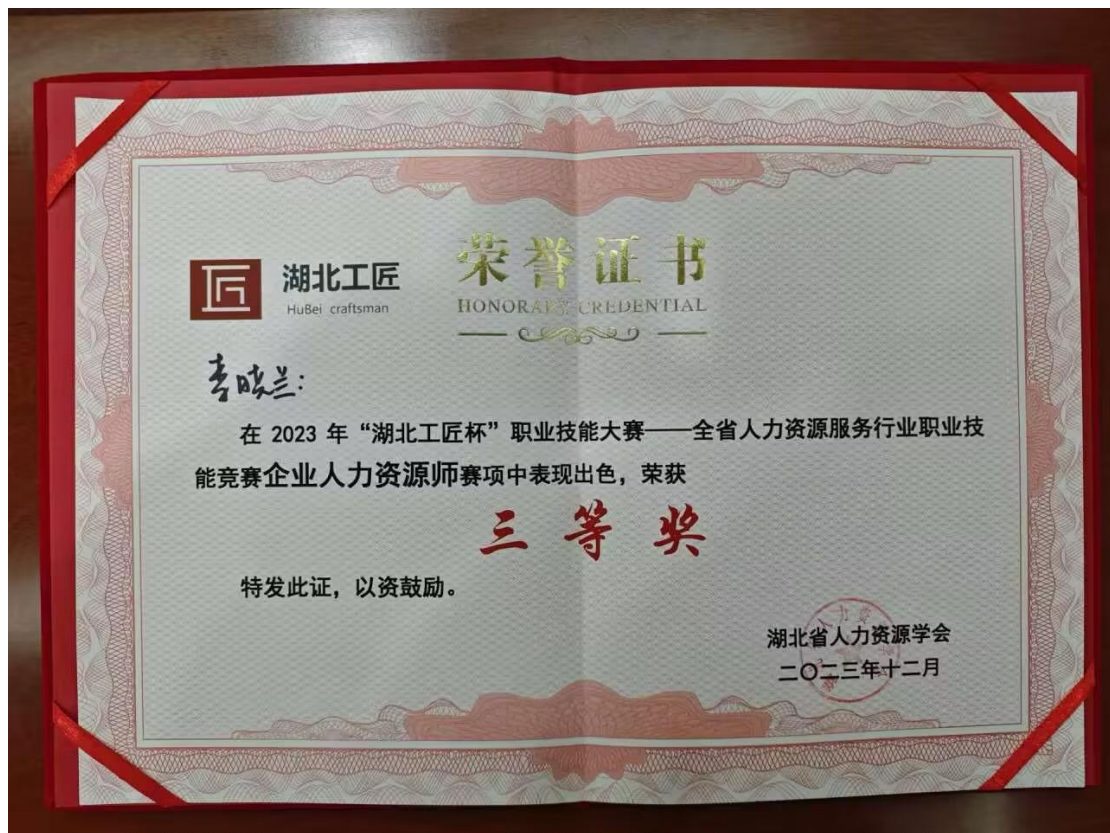 湖北工匠
HuBei craftsman
荣誉证书
HONORARY CREDENTIAL
李晓兰：
在 2023 年“湖北工匠杯”职业技能大赛——全省人力资源服务行业职业技
能竞赛企业人力资源师赛项中表现出色，荣获
三等奖
特发此证，以资鼓励。
湖北省人力资源学会
二〇二三年十二月